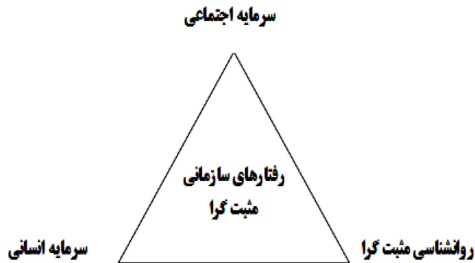 سرمایه اجتماعی
رفتارهای سازمانی
مثبت گرا
روانشناسی مثبت گرا
سرمایه انسانی